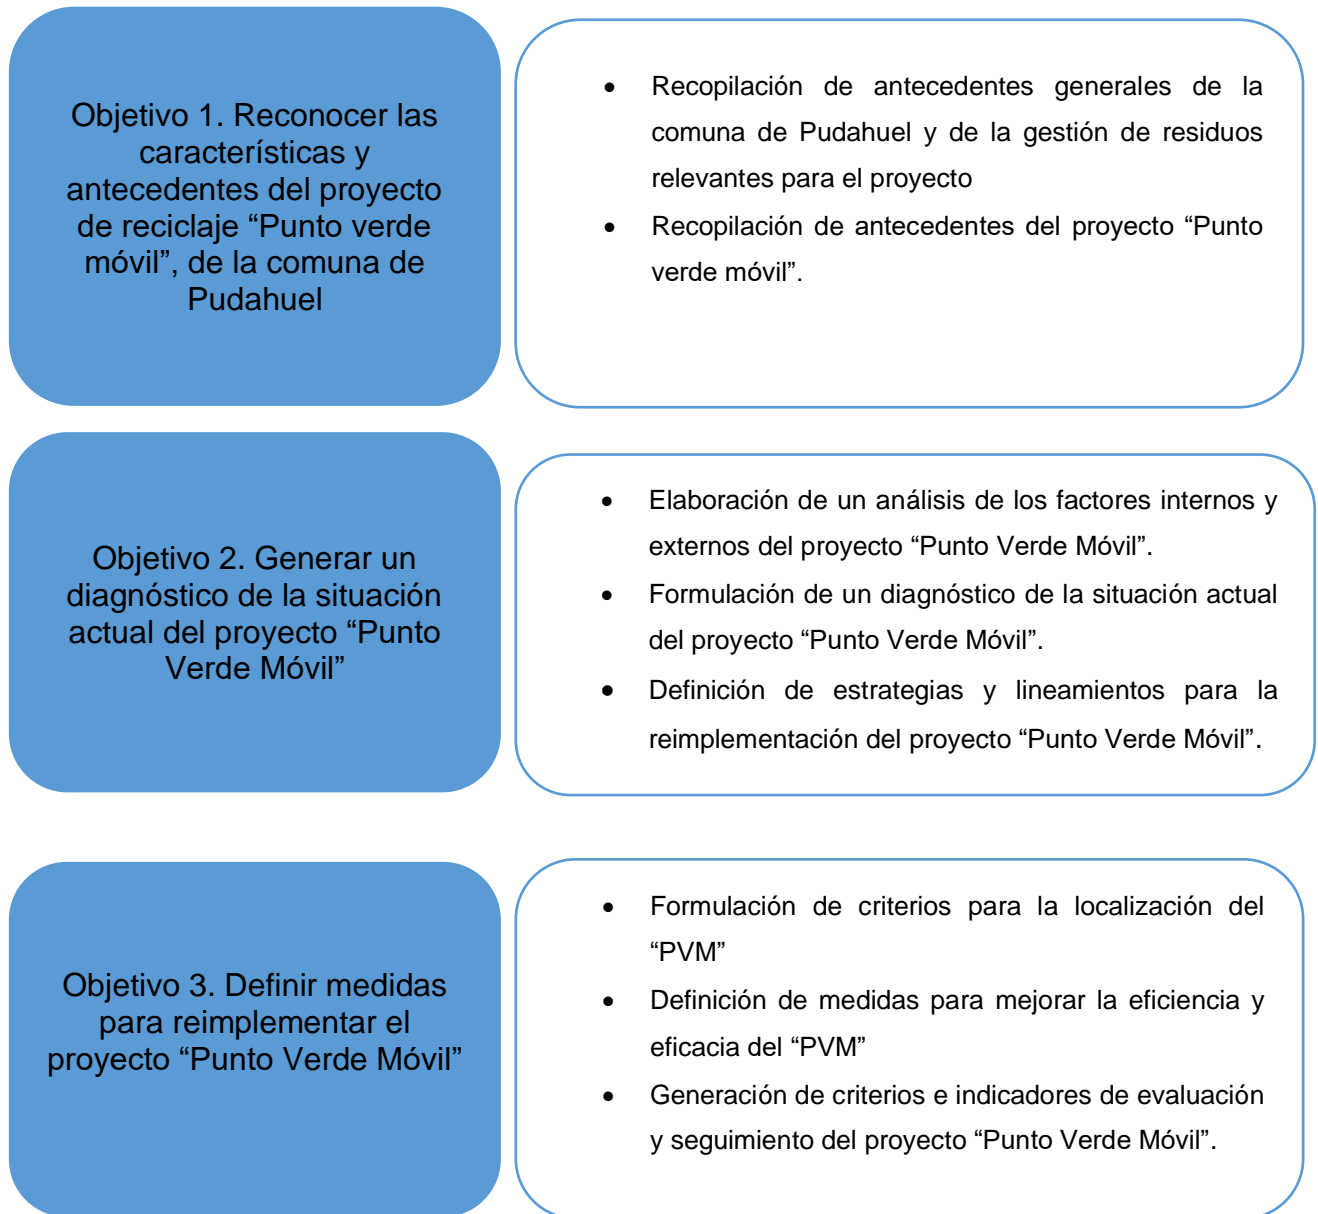 Objetivo 1. Reconocer las
características y
antecedentes del proyecto
de reciclaje “Punto verde
móvil”, de la comuna de
Pudahuel
• Recopilación de antecedentes generales de la
comuna de Pudahuel y de la gestión de residuos
relevantes para el proyecto
• Recopilación de antecedentes del proyecto “Punto
verde móvil”.
Objetivo 2. Generar un
diagnóstico de la situación
actual del proyecto “Punto
Verde Móvil”
• Elaboración de un análisis de los factores internos y
externos del proyecto “Punto Verde Móvil”.
• Formulación de un diagnóstico de la situación actual
del proyecto “Punto Verde Móvil”.
• Definición de estrategias y lineamientos para la
reimplementación del proyecto “Punto Verde Móvil”.
Objetivo 3. Definir medidas
para reimplementar el
proyecto “Punto Verde Móvil”
• Formulación de criterios para la localización del
“PVM”
• Definición de medidas para mejorar la eficiencia y
eficacia del “PVM”
• Generación de criterios e indicadores de evaluación
y seguimiento del proyecto “Punto Verde Móvil”.